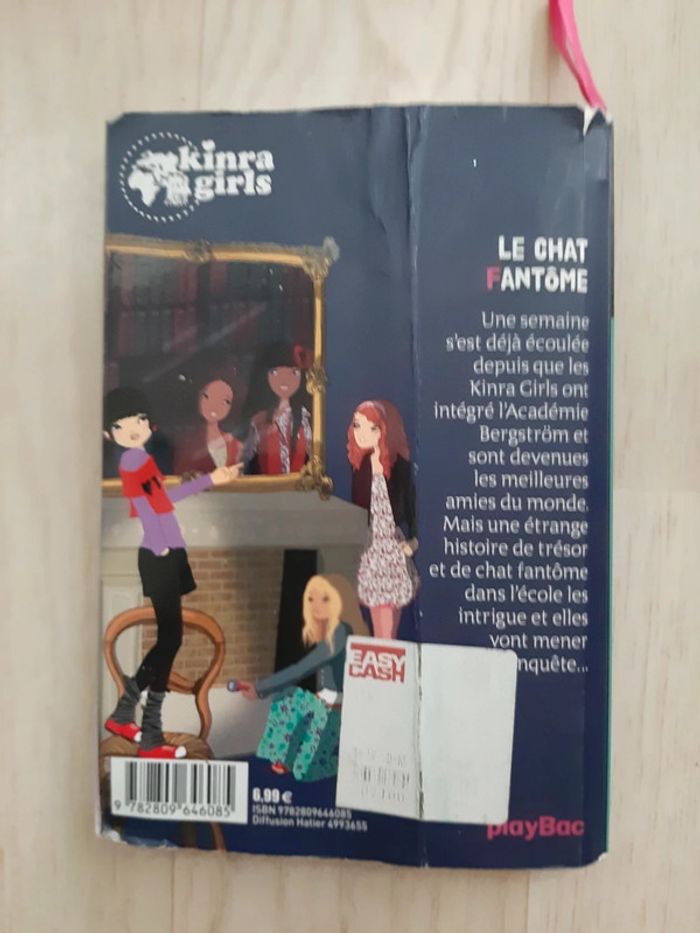 kinra
girls
1
LE CHAT
FANTÔME
Une semaine
s'est déjà écoulée
depuis que les
Kinra Girls ont
intégré l'Académie
Bergström et
sont devenues
les meilleures
amies du monde.
Mais une étrange
histoire de trésor
et de chat fantôme
dans l'école les
intrigue et elles
vont mener
nquête...
EASY
CASH
6,99 €
ISBN 9782809646085
Diffusion Hatier 4993655
9 782809 646085
playBac